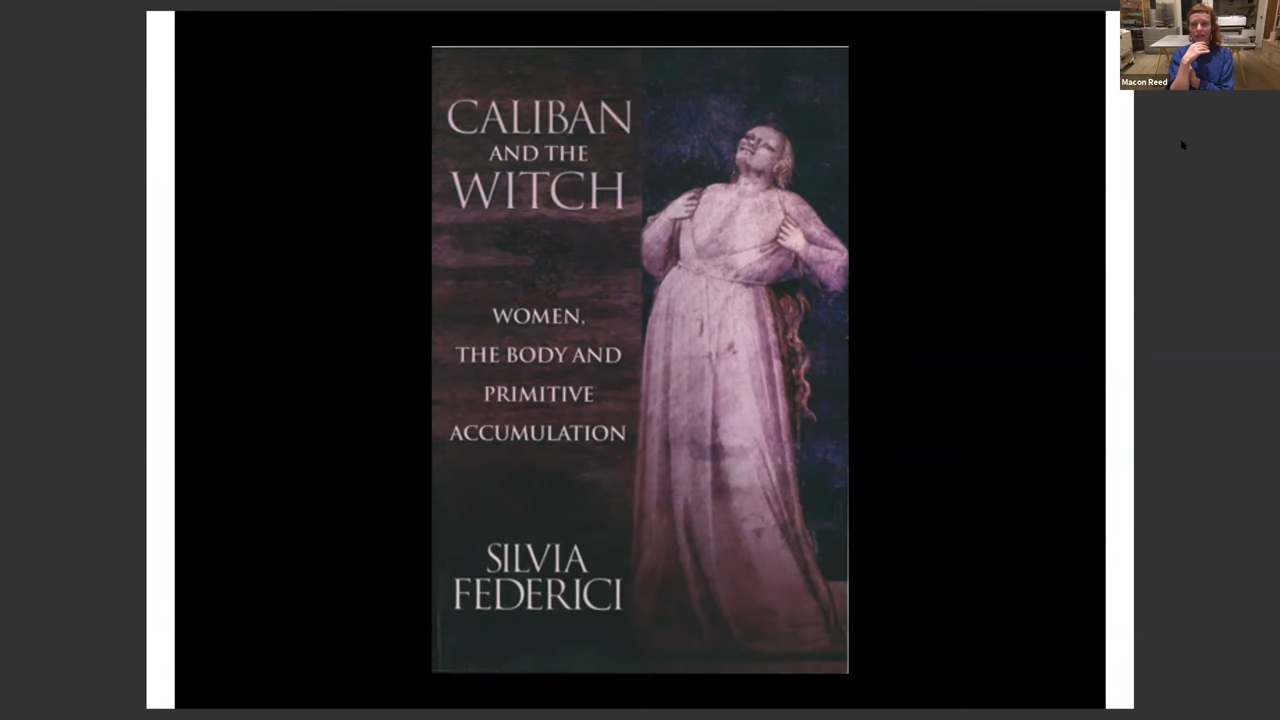 CALIBAN
AND THE
WITCH
WOMEN,
THE BODY AND
PRIMITIVE
ACCUMULATION
SILVIA
FEDERICI
Macon Reed